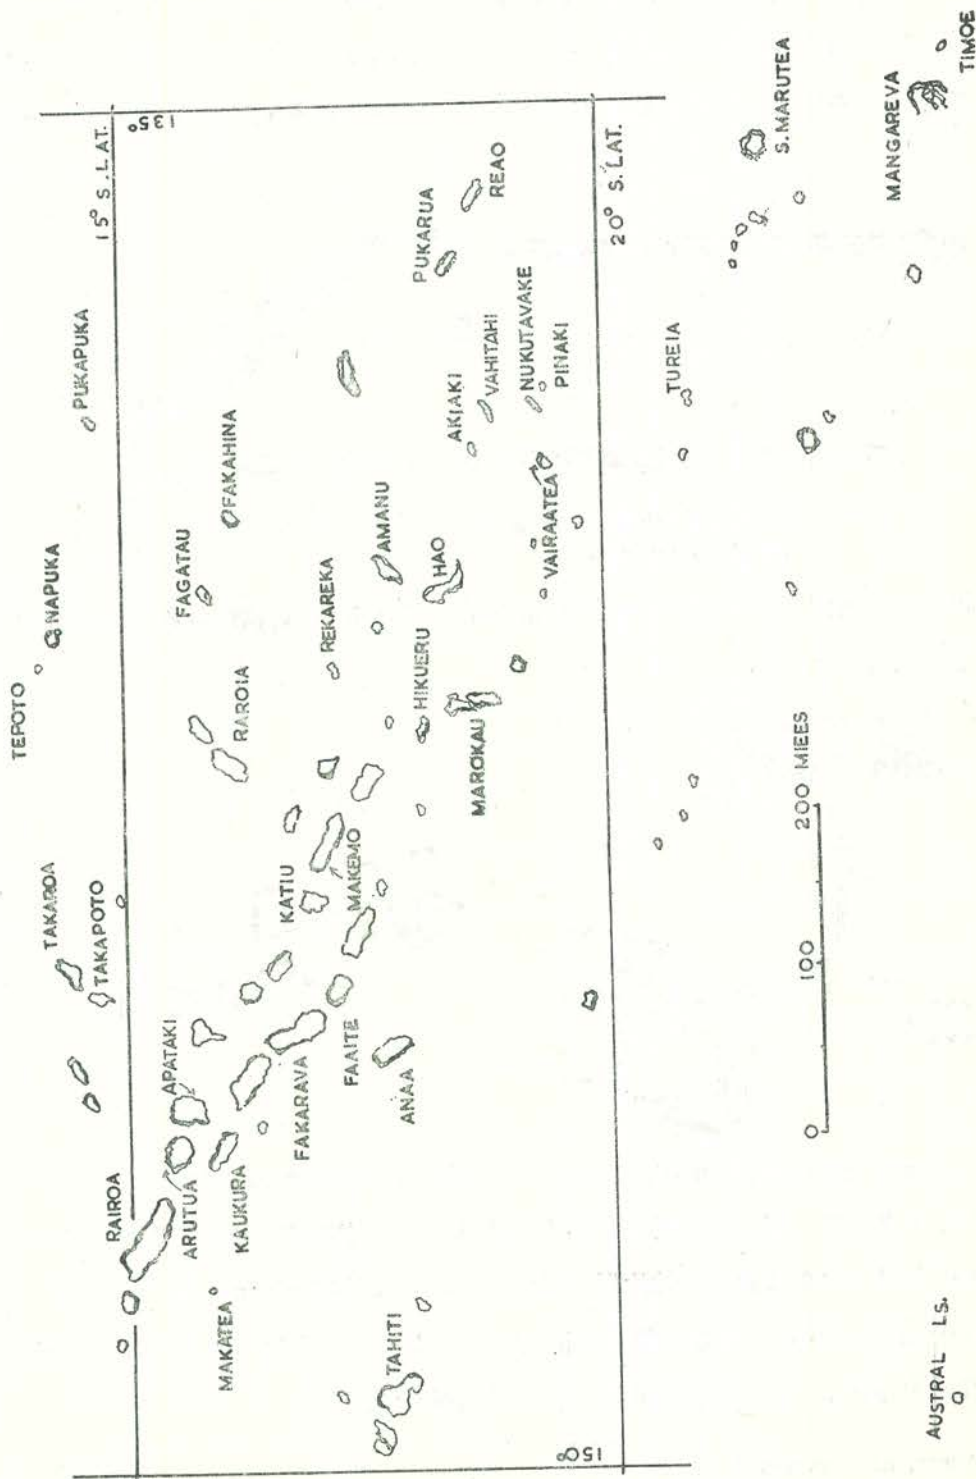 TEPOTO
NAPUKA
TAKAROA
TAKAPOTO
PUKAPUKA
15° S. LAT.
135°
RAIROA
APATAKI
ARUTUA
KAUKURA
MAKATEA
FAKARAVA
FAAITE
ANAA
KATIU
MAKEMO
RAROIA
FAGATAU
FAKAHINA
REKAREKA
AMANU
HIKUERU
HAO
MAROKAU
AKIAKI
VAHITAHI
NUKUTAVAKE
PINAKI
VAIRAATEA
PUKARUA
REAO
TAHITI
150°
20° S. LAT.
TUREIA
S. MARUTEA
MANGAREVA
TIMOE
0 100 200 MIEES
AUSTRAL LS.